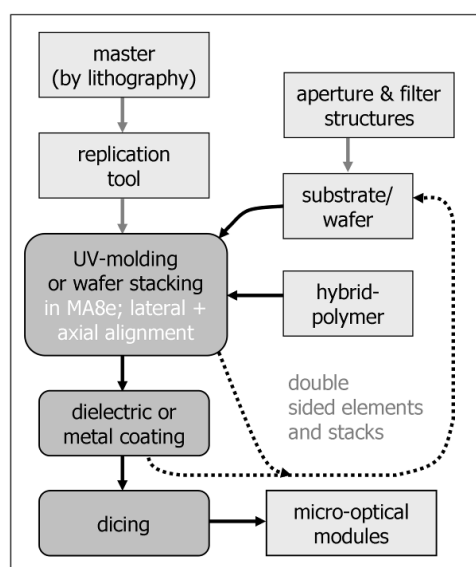 master
(by lithography)
aperture & filter
structures
replication
tool
substrate/
wafer
UV-molding
or wafer stacking
in MA8e; lateral +
axial alignment
hybrid-
polymer
double
sided elements
and stacks
dielectric or
metal coating
dicing
micro-optical
modules